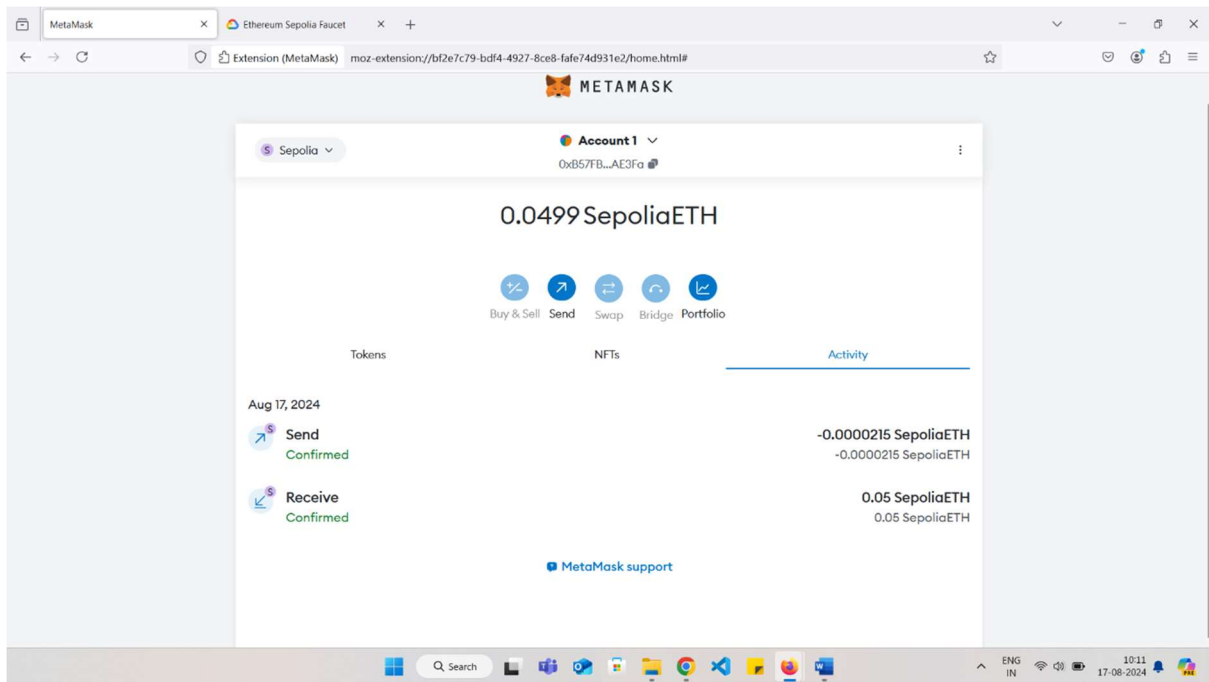 MetaMask
Ethereum Sepolia Faucet
Extension (MetaMask) moz-extension://bf2e7c79-bdf4-4927-8ce8-fafe74d931e2/home.html#
METAMASK
S Sepolia
Account 1
0xB57FB...AE3Fa
0.0499 SepoliaETH
Buy & Sell Send Swap Bridge Portfolio
Tokens NFTs Activity
Aug 17, 2024
S Send -0.0000215 SepoliaETH
Confirmed -0.0000215 SepoliaETH
S Receive 0.05 SepoliaETH
Confirmed 0.05 SepoliaETH
MetaMask support
Search
ENG 10:11
IN 17-08-2024
PRE